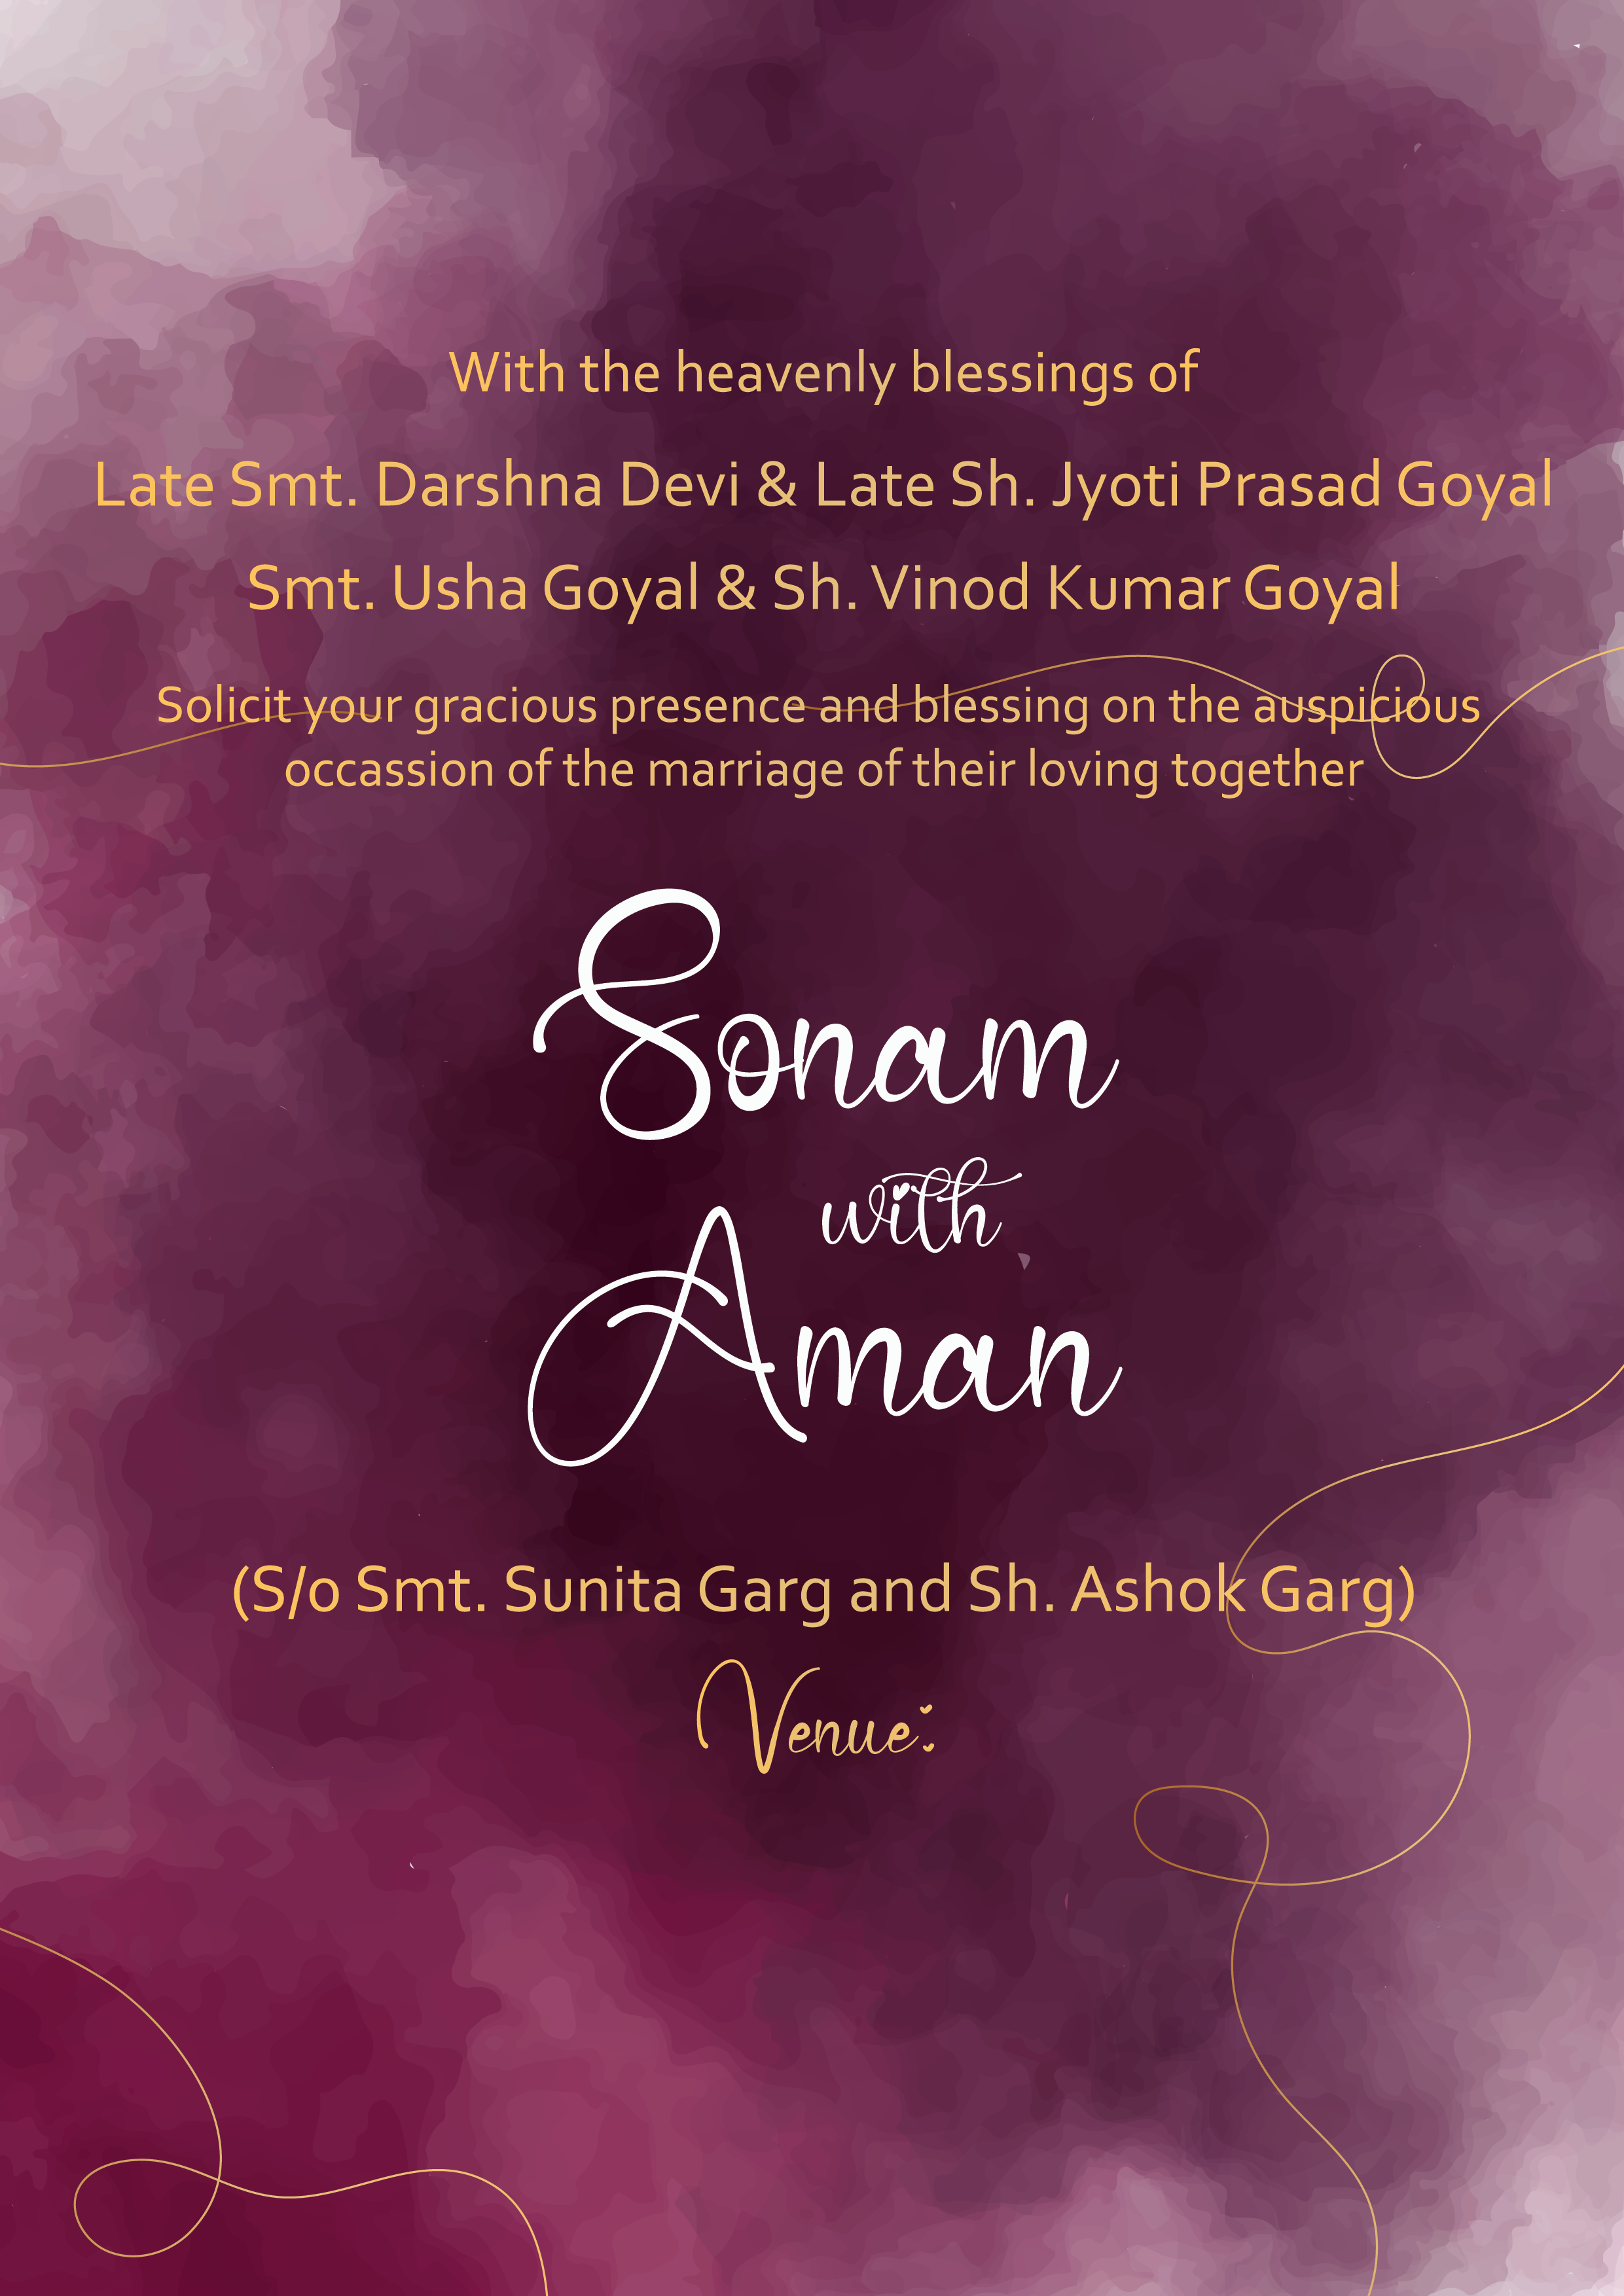 With the heavenly blessings of
Late Smt. Darshna Devi & Late Sh. Jyoti Prasad Goyal
Smt. Usha Goyal & Sh. Vinod Kumar Goyal
Solicit your gracious presence and blessing on the auspicious
occassion of the marriage of their loving together
Sonam
with
Aman
(S/o Smt. Sunita Garg and Sh. Ashok Garg)
Venue: